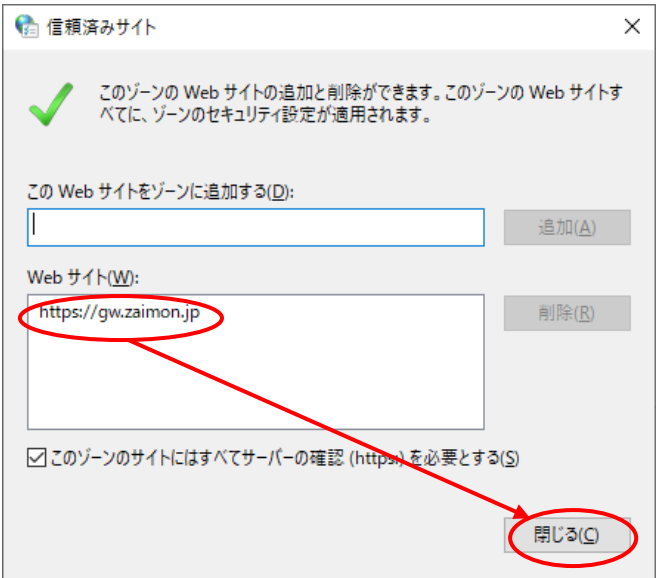 信頼済みサイト
このゾーンの Web サイトの追加と削除ができます。このゾーンの Web サイトす
べてに、ゾーンのセキュリティ設定が適用されます。
この Web サイトをゾーンに追加する(D):
追加(A)
Web サイト(W):
https://gw.zaimon.jp
削除(R)
このゾーンのサイトにはすべてサーバーの確認 (https:) を必要とする(S)
閉じる(C)